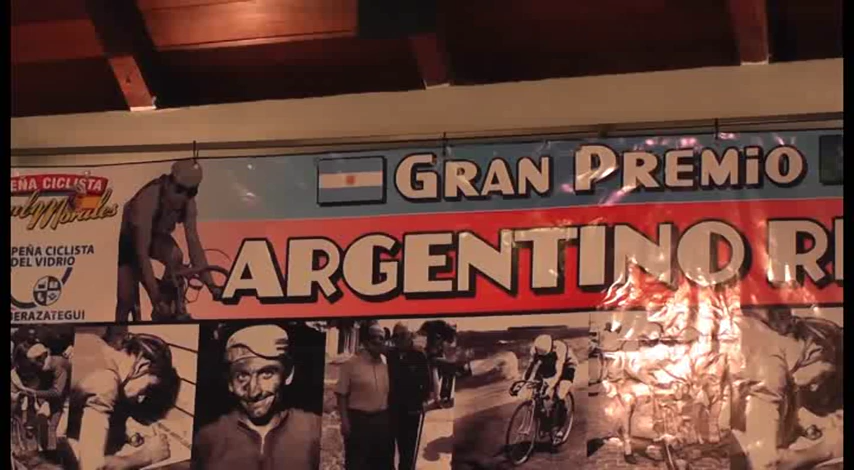 PEÑA CICLISTA
Morales
PEÑA CICLISTA
DEL VIDRIO
BERAZATEGUI
GRAN PREMIO
ARGENTINO